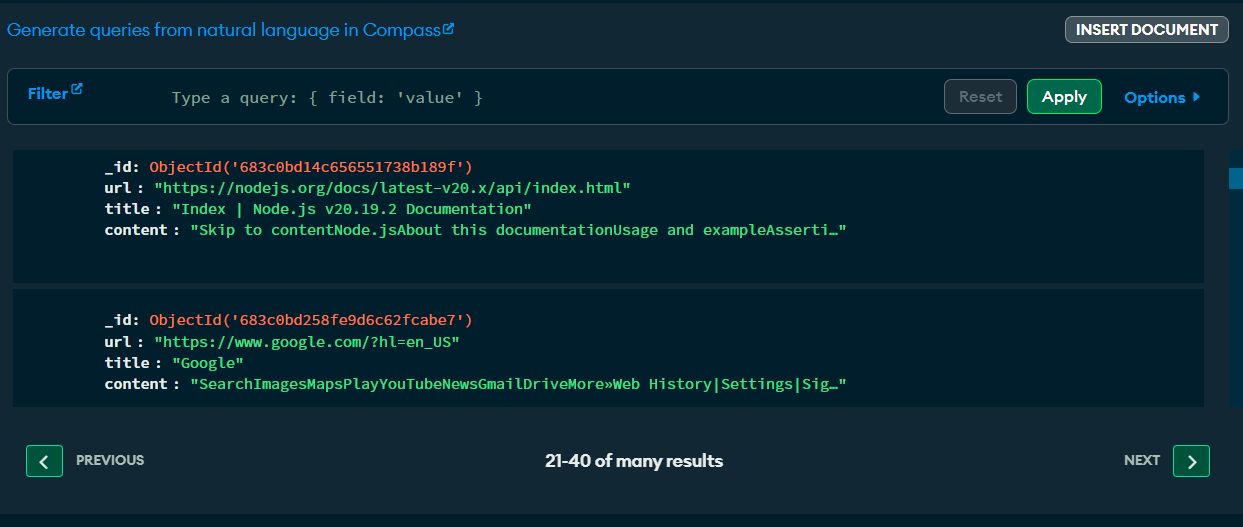 Generate queries from natural language in Compass
INSERT DOCUMENT
Filter
Type a query: { field: 'value' }
Reset
Apply
Options
_id: ObjectId('683c0bd14c656551738b189f')
url : "https://nodejs.org/docs/latest-v20.x/api/index.html"
title : "Index | Node.js v20.19.2 Documentation"
content : "Skip to contentNode.jsAbout this documentationUsage and exampleAsserti…"
_id: ObjectId('683c0bd258fe9d6c62fcabe7')
url : "https://www.google.com/?hl=en_US"
title : "Google"
content : "SearchImagesMapsPlayYouTubeNewsGmailDriveMore»Web History|Settings|Sig…"
PREVIOUS
21-40 of many results
NEXT